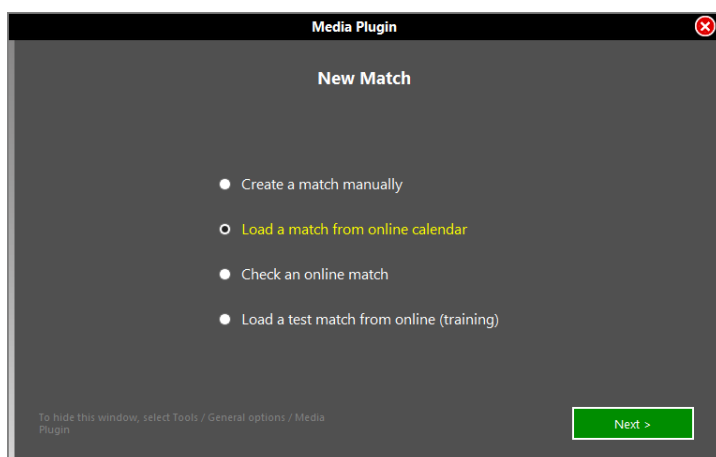 Media Plugin
New Match
Create a match manually
Load a match from online calendar
Check an online match
Load a test match from online (training)
To hide this window, select Tools / General options / Media
Plugin
Next >